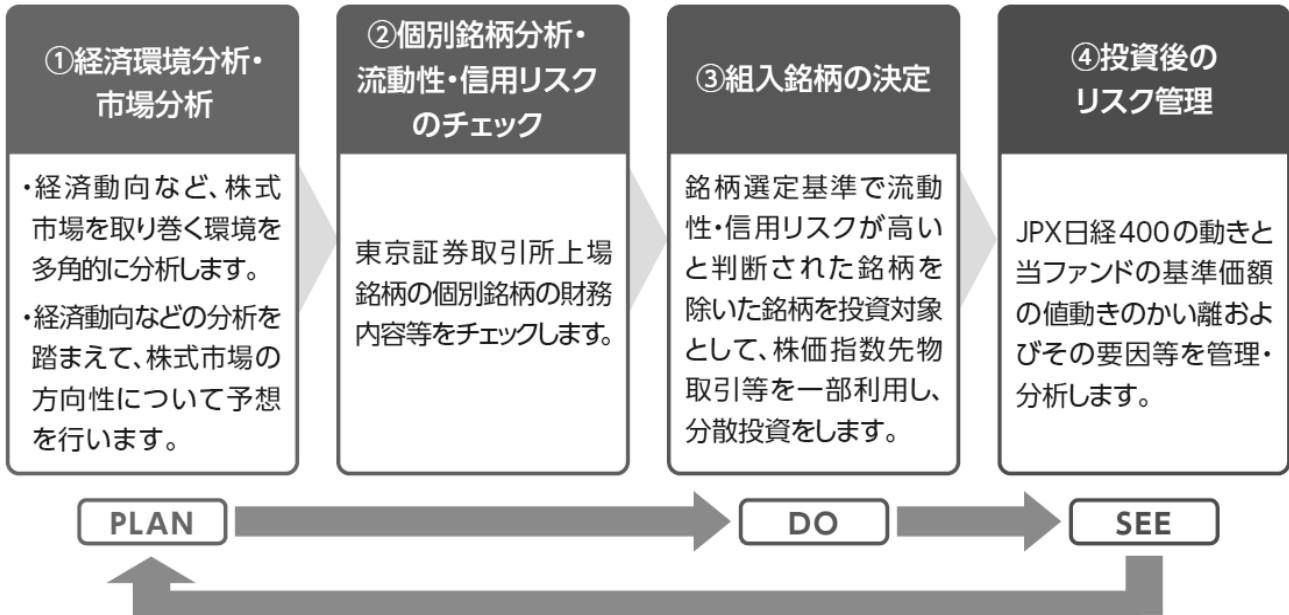 ①経済環境分析・
市場分析
・経済動向など、株式
市場を取り巻く環境を
多角的に分析します。
・経済動向などの分析を
踏まえて、株式市場の
方向性について予想
を行います。
②個別銘柄分析・
流動性・信用リスク
のチェック
東京証券取引所上場
銘柄の個別銘柄の財務
内容等をチェックします。
③組入銘柄の決定
銘柄選定基準で流動
性・信用リスクが高い
と判断された銘柄を
除いた銘柄を投資対象
として、株価指数先物
取引等を一部利用し、
分散投資をします。
④投資後の
リスク管理
JPX日経400の動きと
当ファンドの基準価額
の値動きのかい離およ
びその要因等を管理・
分析します。
PLAN
DO
SEE